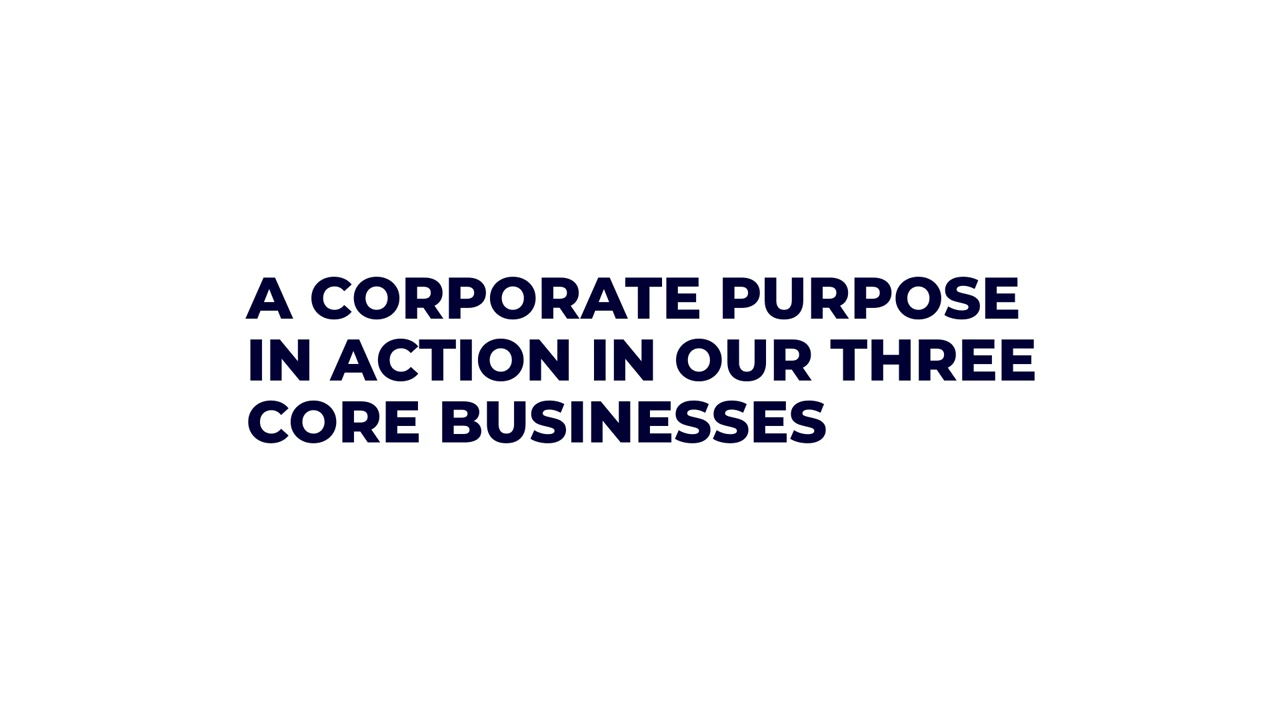 A CORPORATE PURPOSE
IN ACTION IN OUR THREE
CORE BUSINESSES